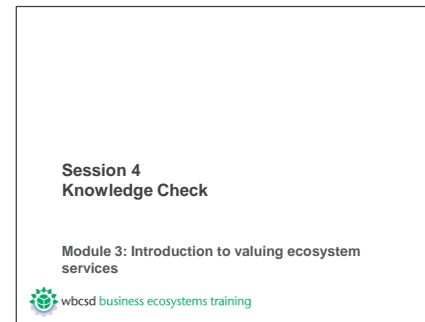 Session 4
Knowledge Check
Module 3: Introduction to valuing ecosystem
services
wbcsd business ecosystems training